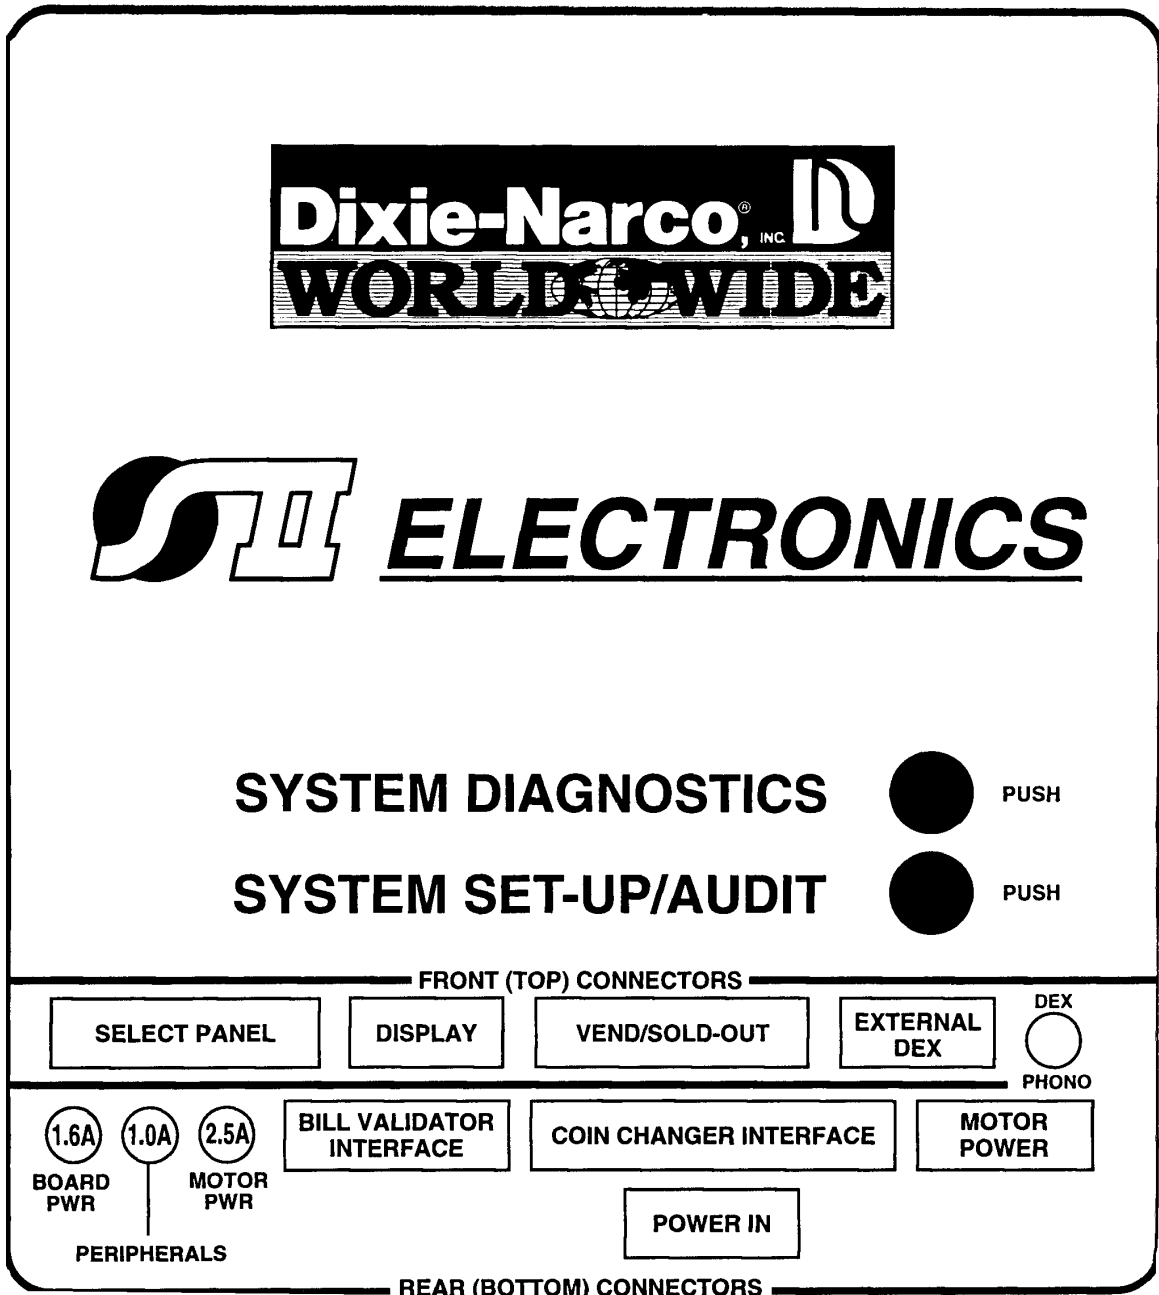 Dixie-Narco®, INC.
WORLD WIDE
SII ELECTRONICS
SYSTEM DIAGNOSTICS PUSH
SYSTEM SET-UP/AUDIT PUSH
FRONT (TOP) CONNECTORS
SELECT PANEL
DISPLAY
VEND/SOLD-OUT
EXTERNAL
DEX
DEX
PHONO
1.6A
BOARD
PWR
1.0A
PERIPHERALS
2.5A
MOTOR
PWR
BILL VALIDATOR
INTERFACE
COIN CHANGER INTERFACE
MOTOR
POWER
POWER IN
REAR (BOTTOM) CONNECTORS